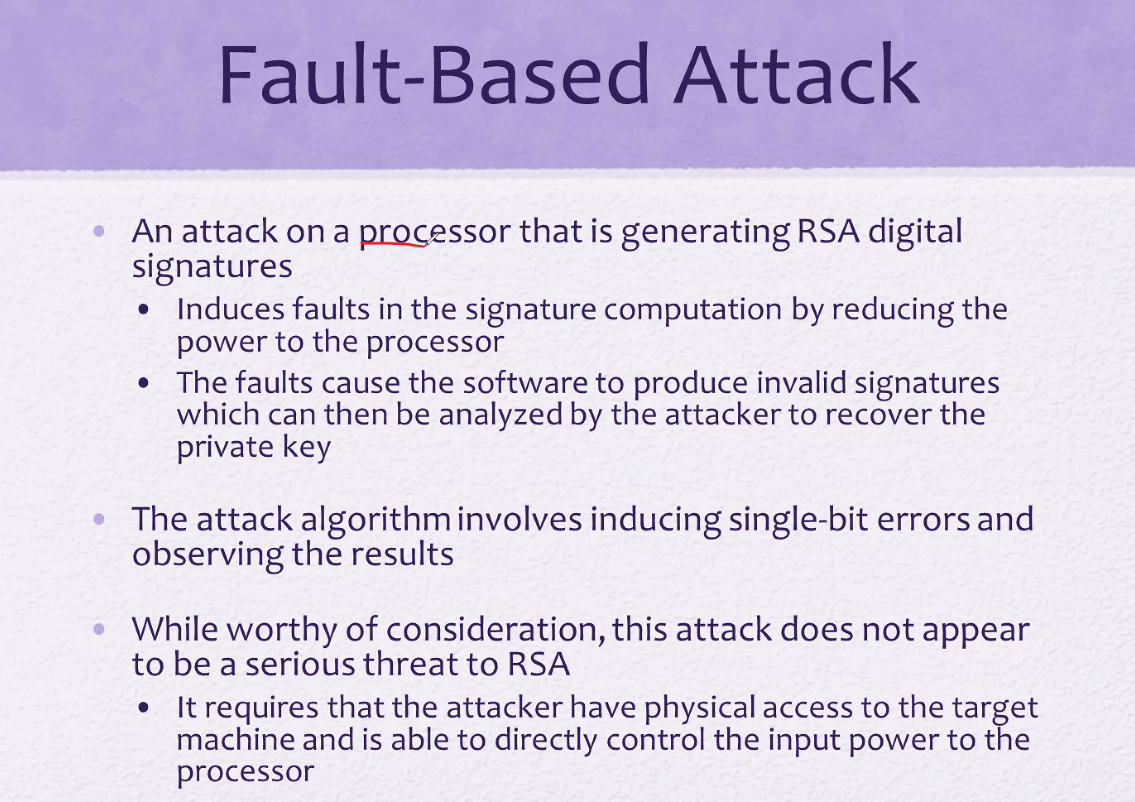 Fault-Based Attack
• An attack on a processor that is generating RSA digital
signatures
• Induces faults in the signature computation by reducing the
power to the processor
• The faults cause the software to produce invalid signatures
which can then be analyzed by the attacker to recover the
private key
• The attack algorithm involves inducing single-bit errors and
observing the results
• While worthy of consideration, this attack does not appear
to be a serious threat to RSA
• It requires that the attacker have physical access to the target
machine and is able to directly control the input power to the
processor